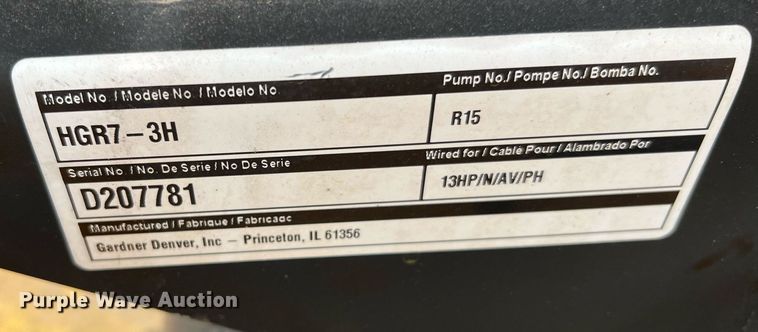 Model No. / Modele No. / Modelo No
Pump No./ Pompe No./ Bomba No.
HGR7-3H
R15
Serial No. / No. De Serie / No De Serie
Wired for / Cable Pour / Alambrado Por
D207781
13HP/N/AV/PH
Manufactured / Fabrique / Fabricado
Gardner Denver, Inc - Princeton, IL 61356
Purple Wave Auction